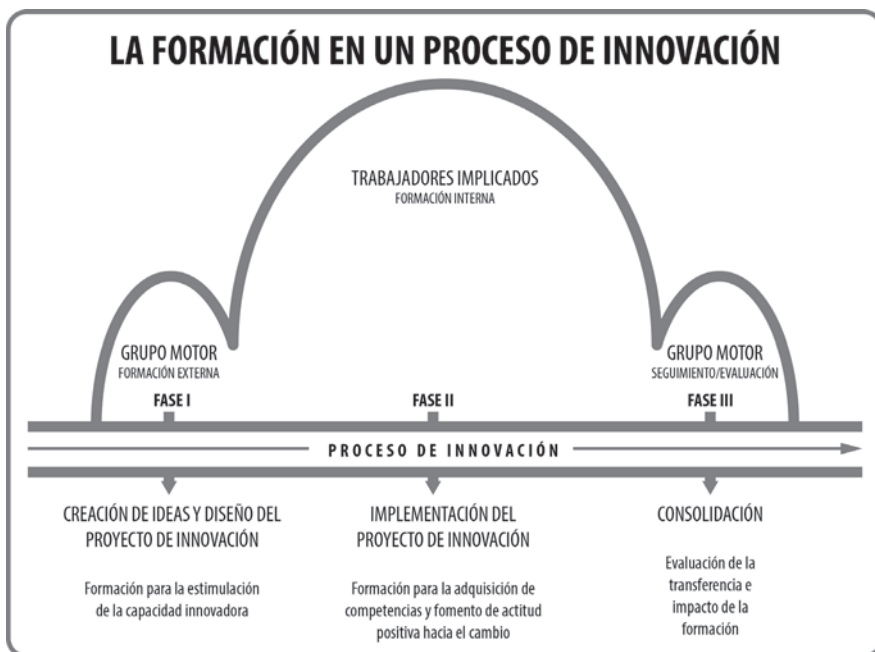 LA FORMACIÓN EN UN PROCESO DE INNOVACIÓN
TRABAJADORES IMPLICADOS
FORMACIÓN INTERNA
GRUPO MOTOR
FORMACIÓN EXTERNA
GRUPO MOTOR
SEGUIMIENTO/EVALUACIÓN
FASE I
FASE II
FASE III
PROCESO DE INNOVACIÓN
CREACIÓN DE IDEAS Y DISEÑO DEL
PROYECTO DE INNOVACIÓN
Formación para la estimulación
de la capacidad innovadora
IMPLEMENTACIÓN DEL
PROYECTO DE INNOVACIÓN
Formación para la adquisición de
competencias y fomento de actitud
positiva hacia el cambio
CONSOLIDACIÓN
Evaluación de la
transferencia e
impacto de la
formación